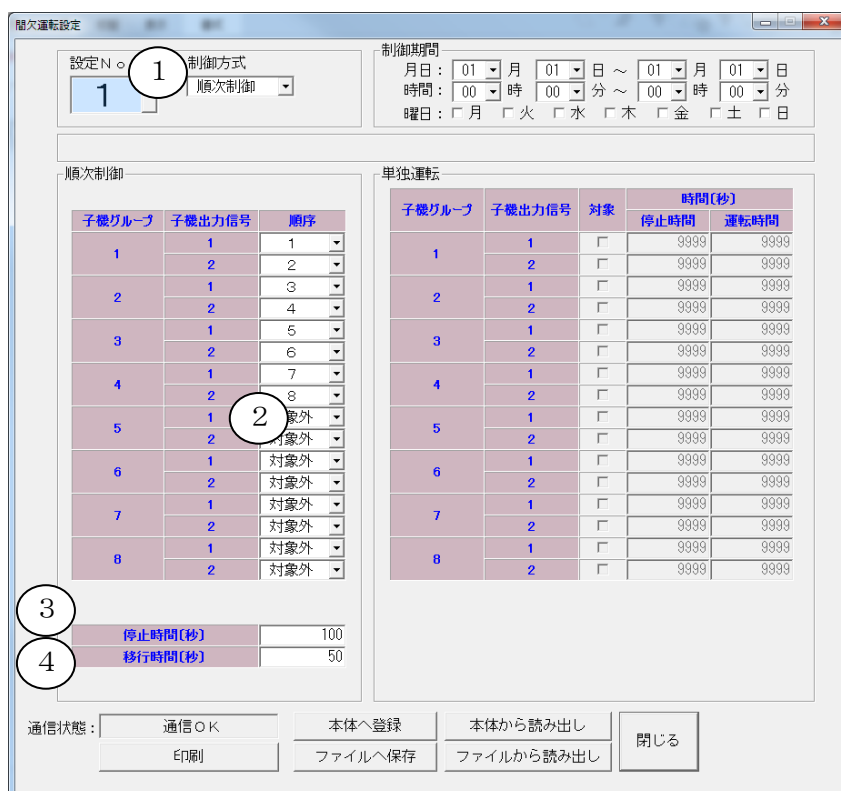 間欠運転設定
設定No
1
①
制御方式
順次制御
制御期間
月日： 01 月 01 日 ～ 01 月 01 日
時間： 00 時 00 分 ～ 00 時 00 分
曜日： 月 火 水 木 金 土 日
順次制御
子機グループ 子機出力信号 順序
1 1 1
2 2
2 1 3
2 4
3 1 5
2 6
4 1 7
2 8
5 1 ② 象外
2 対象外
6 1 対象外
2 対象外
7 1 対象外
2 対象外
8 1 対象外
2 対象外
③
停止時間(秒) 100
④
移行時間(秒) 50
単独運転
子機グループ 子機出力信号 対象 時間(秒)
停止時間 運転時間
1 1 9999 9999
2 9999 9999
2 1 9999 9999
2 9999 9999
3 1 9999 9999
2 9999 9999
4 1 9999 9999
2 9999 9999
5 1 9999 9999
2 9999 9999
6 1 9999 9999
2 9999 9999
7 1 9999 9999
2 9999 9999
8 1 9999 9999
2 9999 9999
通信状態： 通信OK 本体へ登録 本体から読み出し 閉じる
印刷 ファイルへ保存 ファイルから読み出し